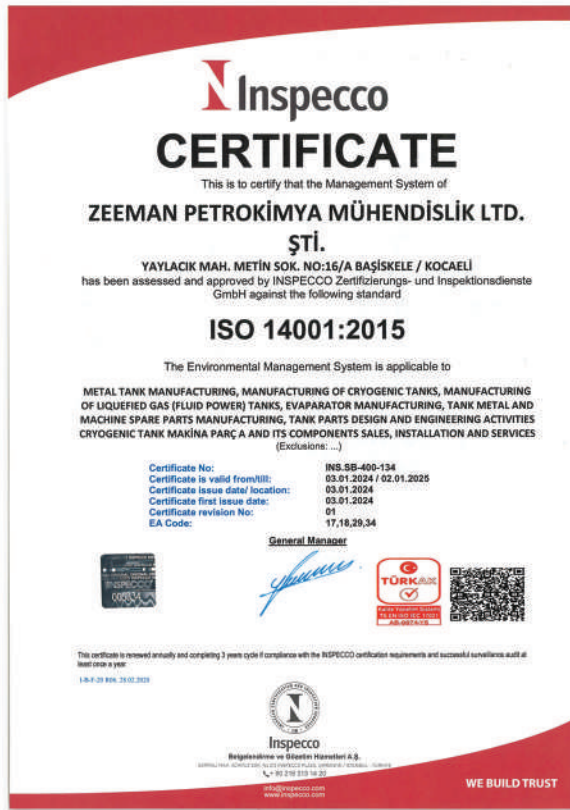 Inspecco
CERTIFICATE
This is to certify that the Management System of
ZEEMAN PETROKİMYA MÜHENDİSLİK LTD.
ŞTİ.
YAYLACIK MAH. METİN SOK. NO:16/A BAŞİSKELE / KOCAELİ
has been assessed and approved by INSPECCO Zertifizierungs- und Inspektionsdienste
GmbH against the following standard
ISO 14001:2015
The Environmental Management System is applicable to
METAL TANK MANUFACTURING, MANUFACTURING OF CRYOGENIC TANKS, MANUFACTURING
OF LIQUEFIED GAS (FLUID POWER) TANKS, EVAPARATOR MANUFACTURING, TANK METAL AND
MACHINE SPARE PARTS MANUFACTURING, TANK PARTS DESIGN AND ENGINEERING ACTIVITIES
CRYOGENIC TANK MAKİNA PARÇ A AND ITS COMPONENTS SALES, INSTALLATION AND SERVICES
(Exclusions: ...)
Certificate No: INS.SB-400-134
Certificate is valid from/till: 03.01.2024 / 02.01.2025
Certificate issue date/ location: 03.01.2024
Certificate first issue date: 03.01.2024
Certificate revision No: 01
EA Code: 17,18,29,34
General Manager
INSPECCO
TÜRKAK
This certificate is renewed annually and completing 3 years cycle if compliance with the INSPECCO certification requirements and successful surveillance audit at
least once a year
Inspecco
Belgelendirme ve Gözetim Hizmetleri A.Ş.
info@inspecco.com
www.inspecco.com
WE BUILD TRUST